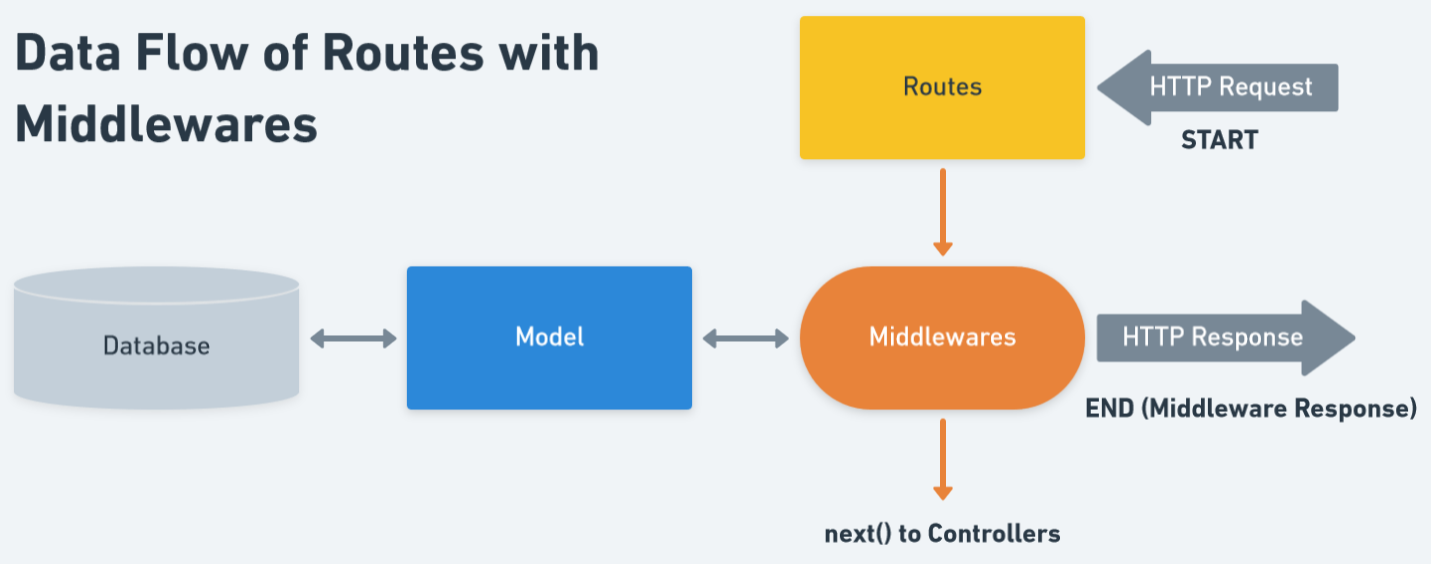 Data Flow of Routes with
Middlewares
Routes
HTTP Request
START
Database
Model
Middlewares
HTTP Response
END (Middleware Response)
next() to Controllers